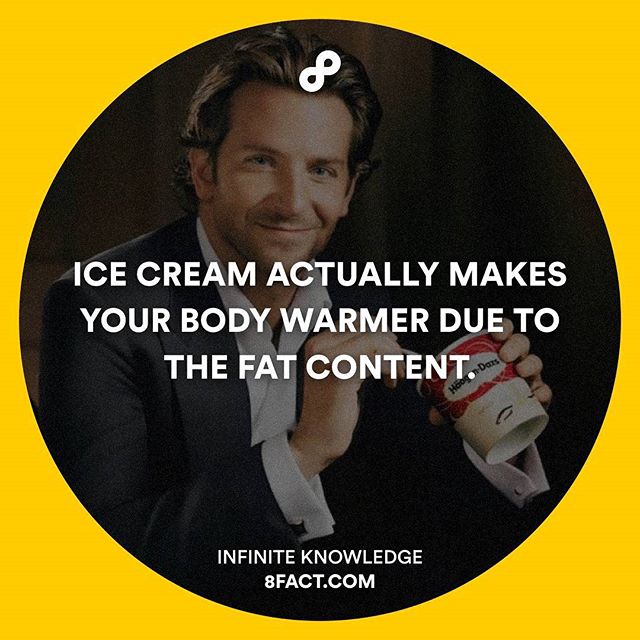 ICE CREAM ACTUALLY MAKES
YOUR BODY WARMER DUE TO
THE FAT CONTENT.
Häagen-Dazs
INFINITE KNOWLEDGE
8FACT.COM